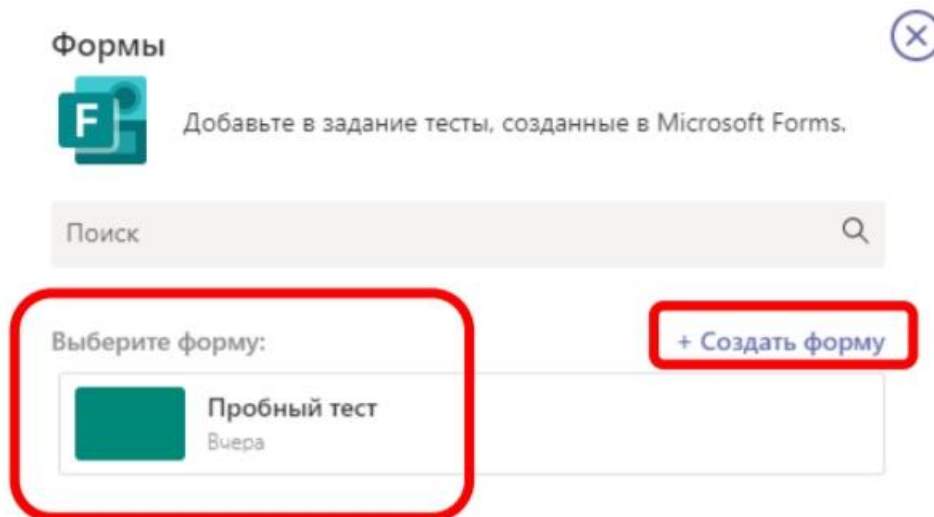 Формы
F
Добавьте в задание тесты, созданные в Microsoft Forms.
Поиск
Выберите форму:
+ Создать форму
Пробный тест
Вчера